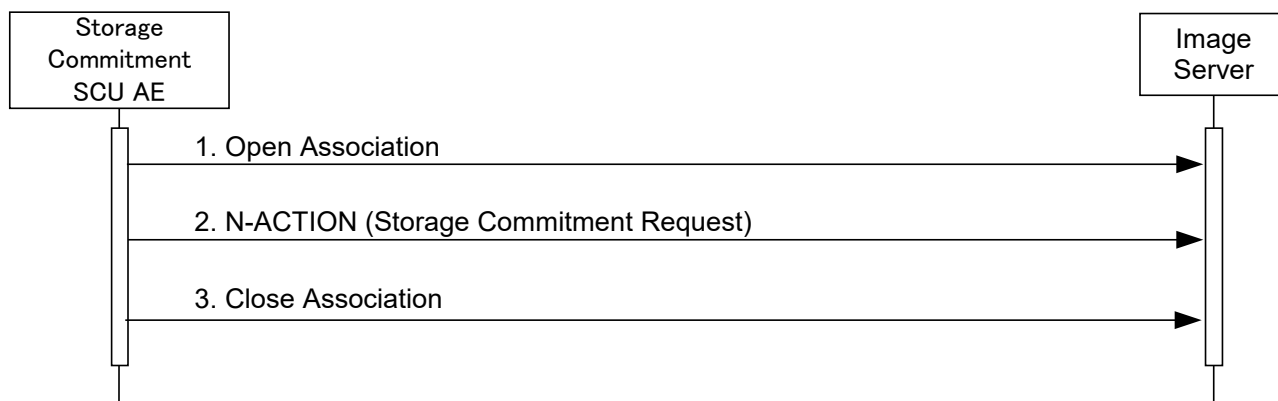 Storage
Commitment
SCU AE
Image
Server
1. Open Association
2. N-ACTION (Storage Commitment Request)
3. Close Association